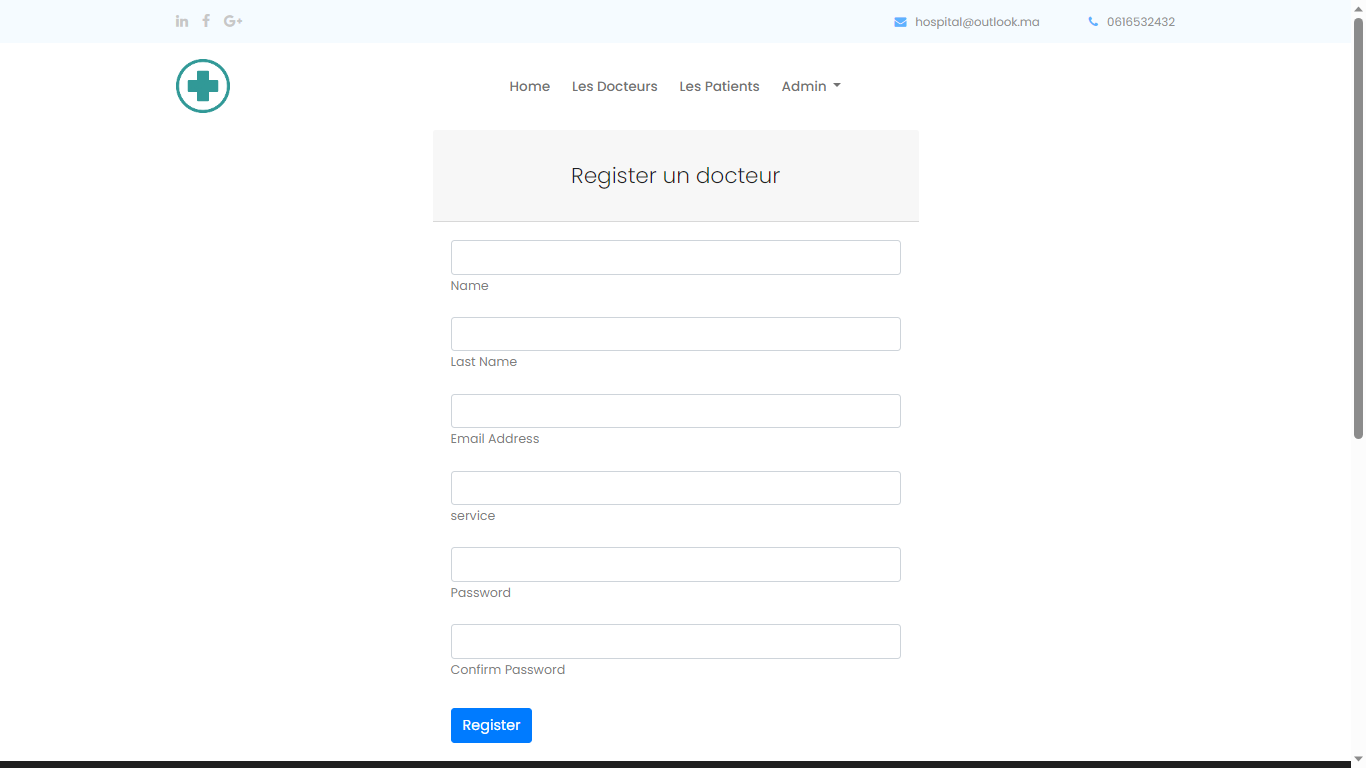 hospital@outlook.ma 0616532432
Home Les Docteurs Les Patients Admin
Register un docteur
Name
Last Name
Email Address
service
Password
Confirm Password
Register